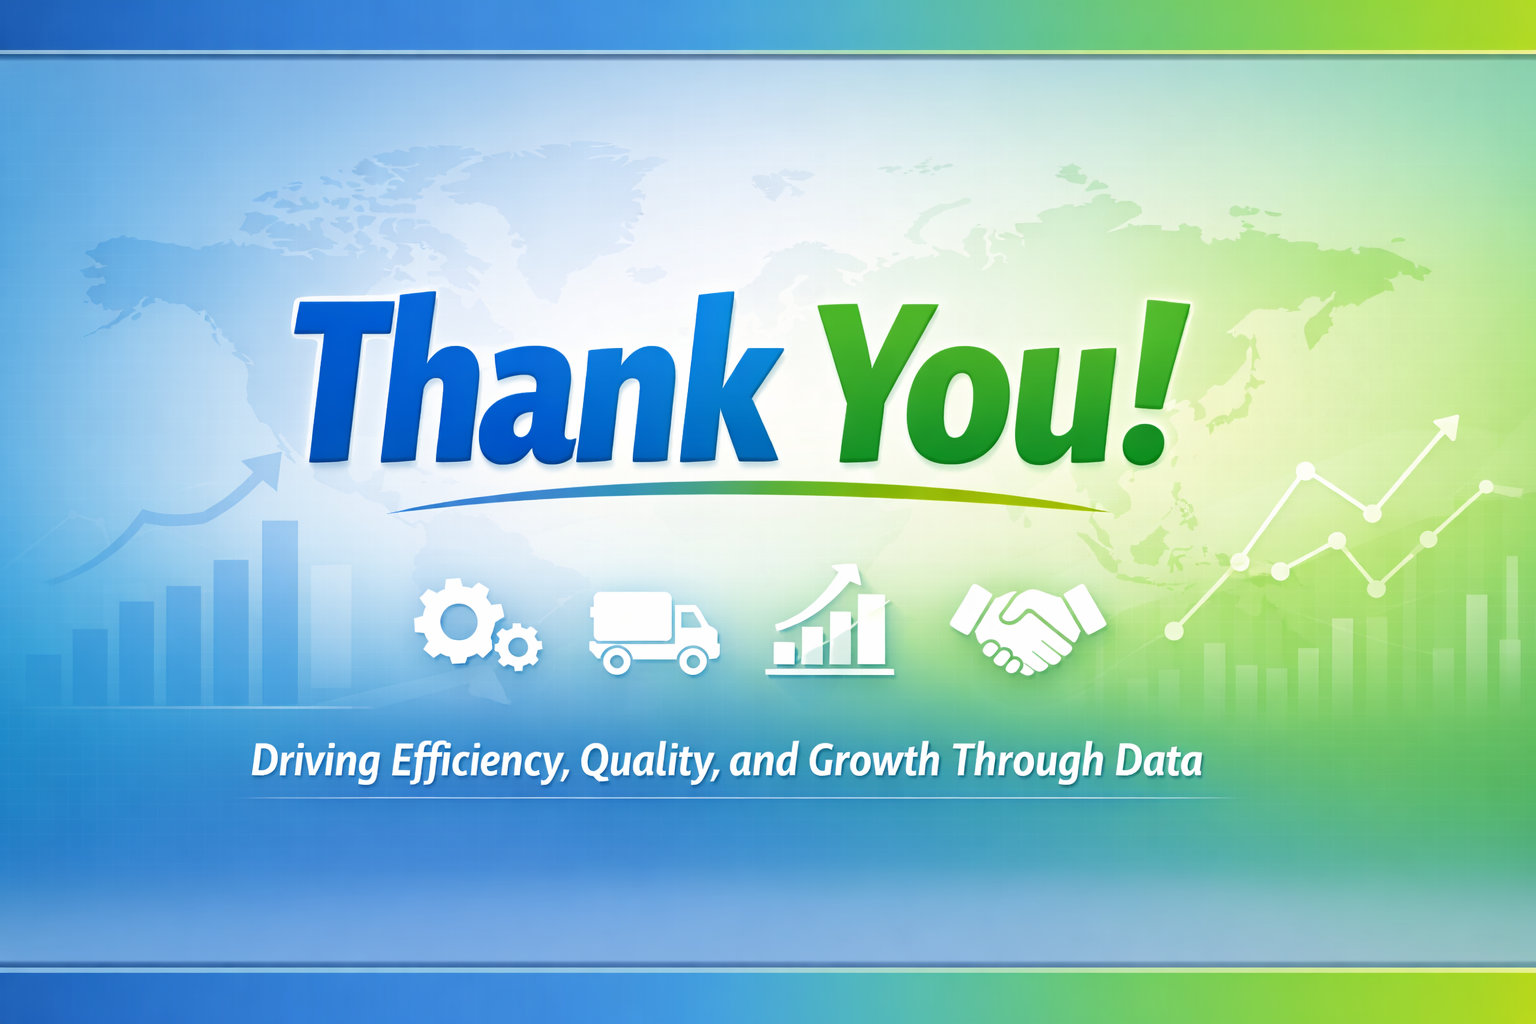 Thank You!
Driving Efficiency, Quality, and Growth Through Data